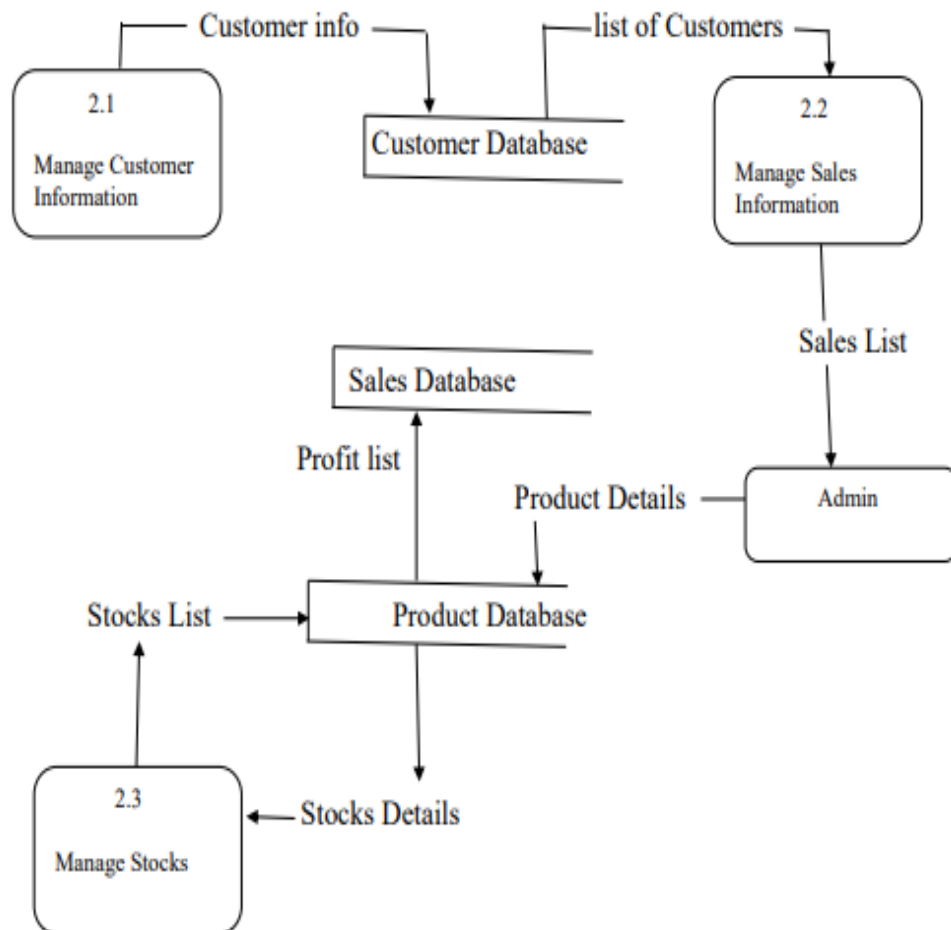 Customer info
list of Customers
2.1
Manage Customer
Information
Customer Database
2.2
Manage Sales
Information
Sales List
Sales Database
Profit list
Product Details
Admin
Stocks List
Product Database
2.3
Manage Stocks
Stocks Details